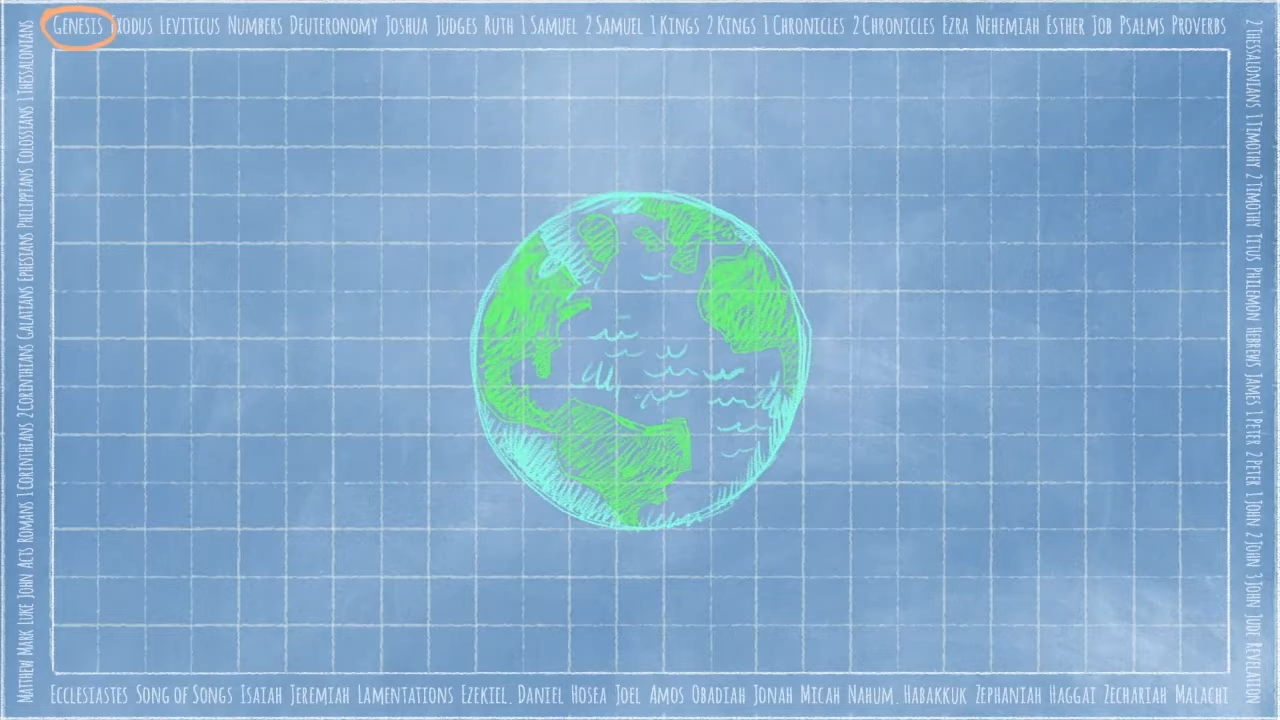 Genesis Exodus Leviticus Numbers Deuteronomy Joshua Judges Ruth 1 Samuel 2 Samuel 1 Kings 2 Kings 1 Chronicles 2 Chronicles Ezra Nehemiah Esther Job Psalms Proverbs
Ecclesiastes Song of Songs Isaiah Jeremiah Lamentations Ezekiel Daniel Hosea Joel Amos Obadiah Jonah Micah Nahum Habakkuk Zephaniah Haggai Zechariah Malachi
Matthew Mark Luke John Acts Romans 1 Corinthians 2 Corinthians Galatians Ephesians Philippians Colossians 1 Thessalonians
2 Thessalonians 1 Timothy 2 Timothy Titus Philemon Hebrews James 1 Peter 2 Peter 1 John 2 John 3 John Jude Revelation